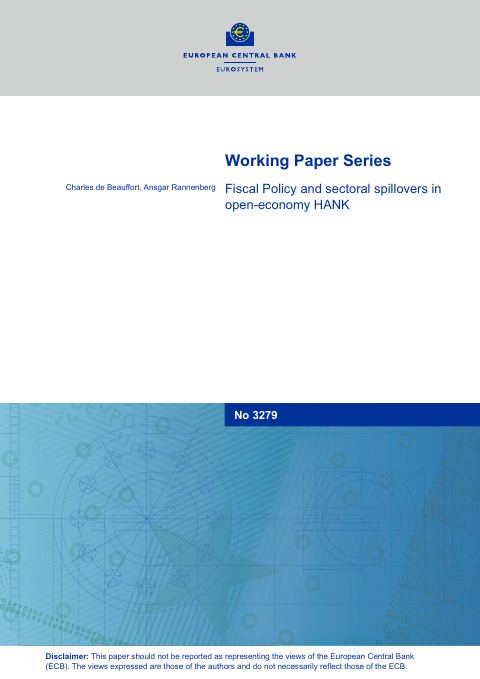 EUROPEAN CENTRAL BANK
EUROSYSTEM
Working Paper Series
Charles de Beauffort, Ansgar Rannenberg
Fiscal Policy and sectoral spillovers in
open-economy HANK
No 3279
Disclaimer: This paper should not be reported as representing the views of the European Central Bank
(ECB). The views expressed are those of the authors and do not necessarily reflect those of the ECB.